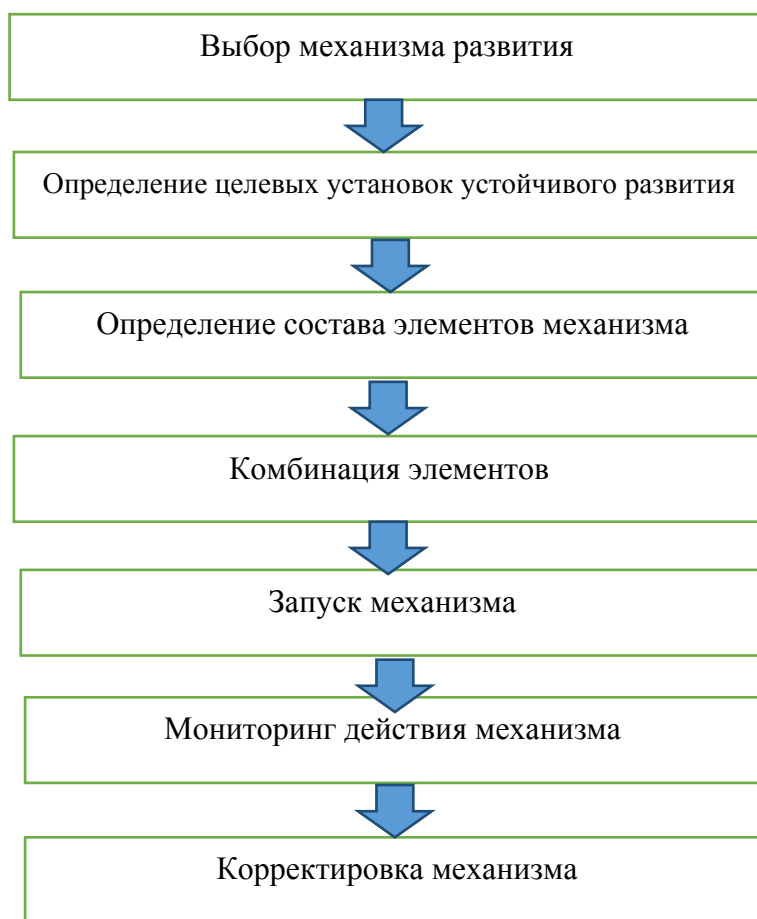 Выбор механизма развития
Определение целевых установок устойчивого развития
Определение состава элементов механизма
Комбинация элементов
Запуск механизма
Мониторинг действия механизма
Корректировка механизма